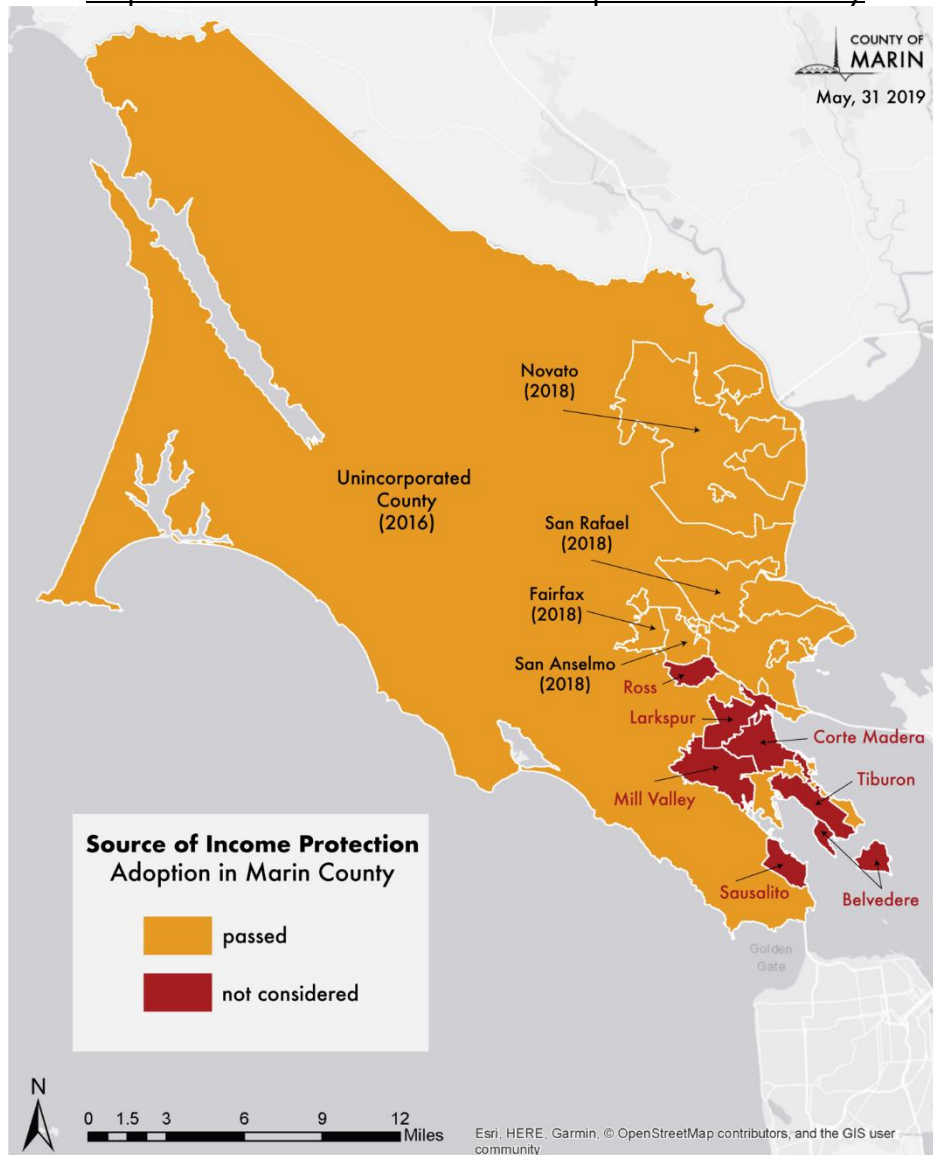 COUNTY OF
MARIN
May, 31 2019
Novato
(2018)
Unincorporated
County
(2016)
San Rafael
(2018)
Fairfax
(2018)
San Anselmo
(2018)
Ross
Larkspur
Corte Madera
Tiburon
Mill Valley
Sausalito
Belvedere
Golden
Gate
Source of Income Protection
Adoption in Marin County
passed
not considered
N
0 1.5 3 6 9 12
Miles
Esri, HERE, Garmin, © OpenStreetMap contributors, and the GIS user
community